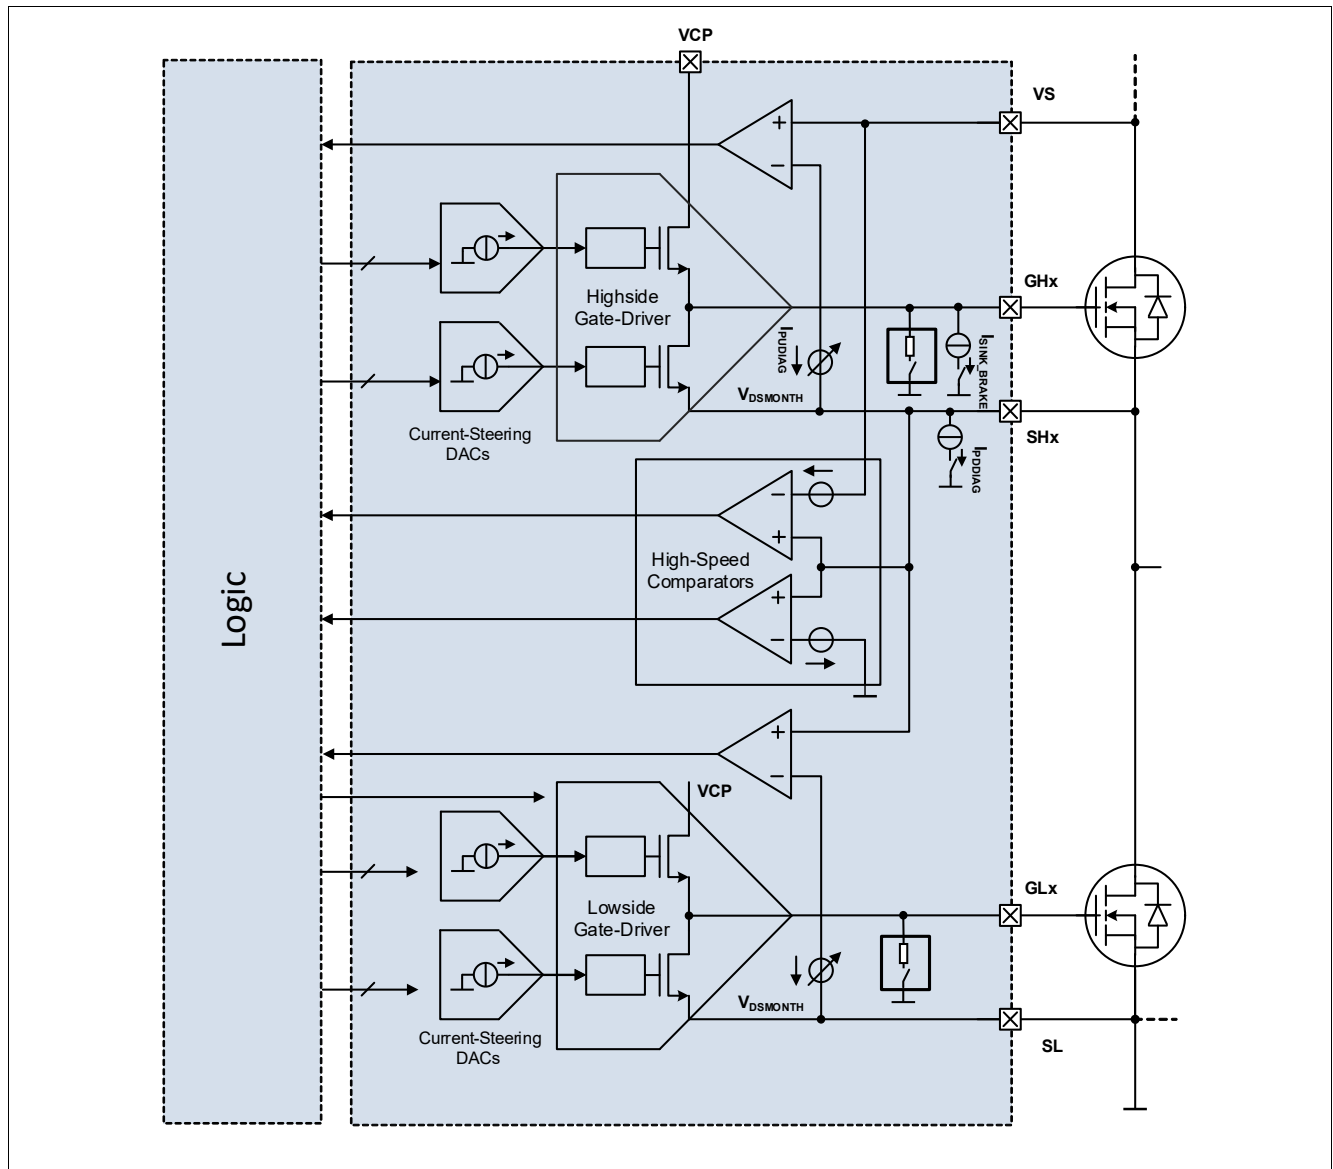 VCP
VS
+
−
GHx
Highside
Gate-Driver
IPUDIAG
ISINK_BRAKE
VDSMONTH
SHx
Current-Steering
DACs
IPDDIAG
−
+
High-Speed
Comparators
+
−
Logic
+
−
VCP
GLx
Lowside
Gate-Driver
VDSMONTH
Current-Steering
DACs
SL